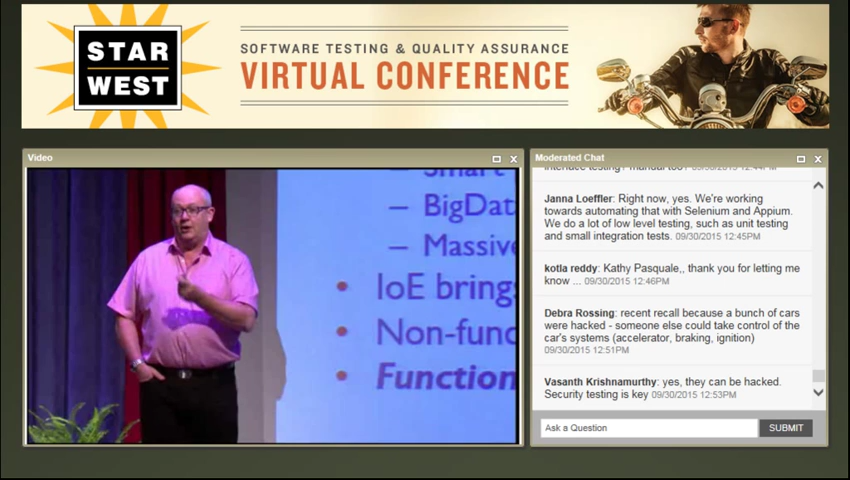 STAR
WEST
SOFTWARE TESTING & QUALITY ASSURANCE
VIRTUAL CONFERENCE
Video
– BigDat
– Massive
• IoE brings
• Non-func
• Function
Moderated Chat
Janna Loeffler: Right now, yes. We're working
towards automating that with Selenium and Appium.
We do a lot of low level testing, such as unit testing
and small integration tests. 09/30/2015 12:45PM
kotla reddy: Kathy Pasquale,, thank you for letting me
know ... 09/30/2015 12:46PM
Debra Rossing: recent recall because a bunch of cars
were hacked - someone else could take control of the
car's systems (accelerator, braking, ignition)
09/30/2015 12:51PM
Vasanth Krishnamurthy: yes, they can be hacked.
Security testing is key 09/30/2015 12:53PM
Ask a Question
SUBMIT